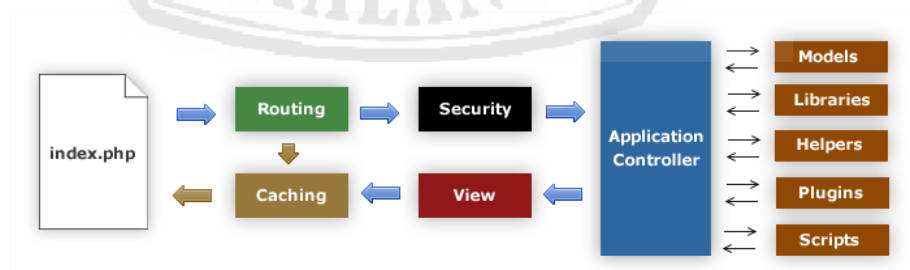 index.php
Routing
Security
Caching
View
Application
Controller
Models
Libraries
Helpers
Plugins
Scripts